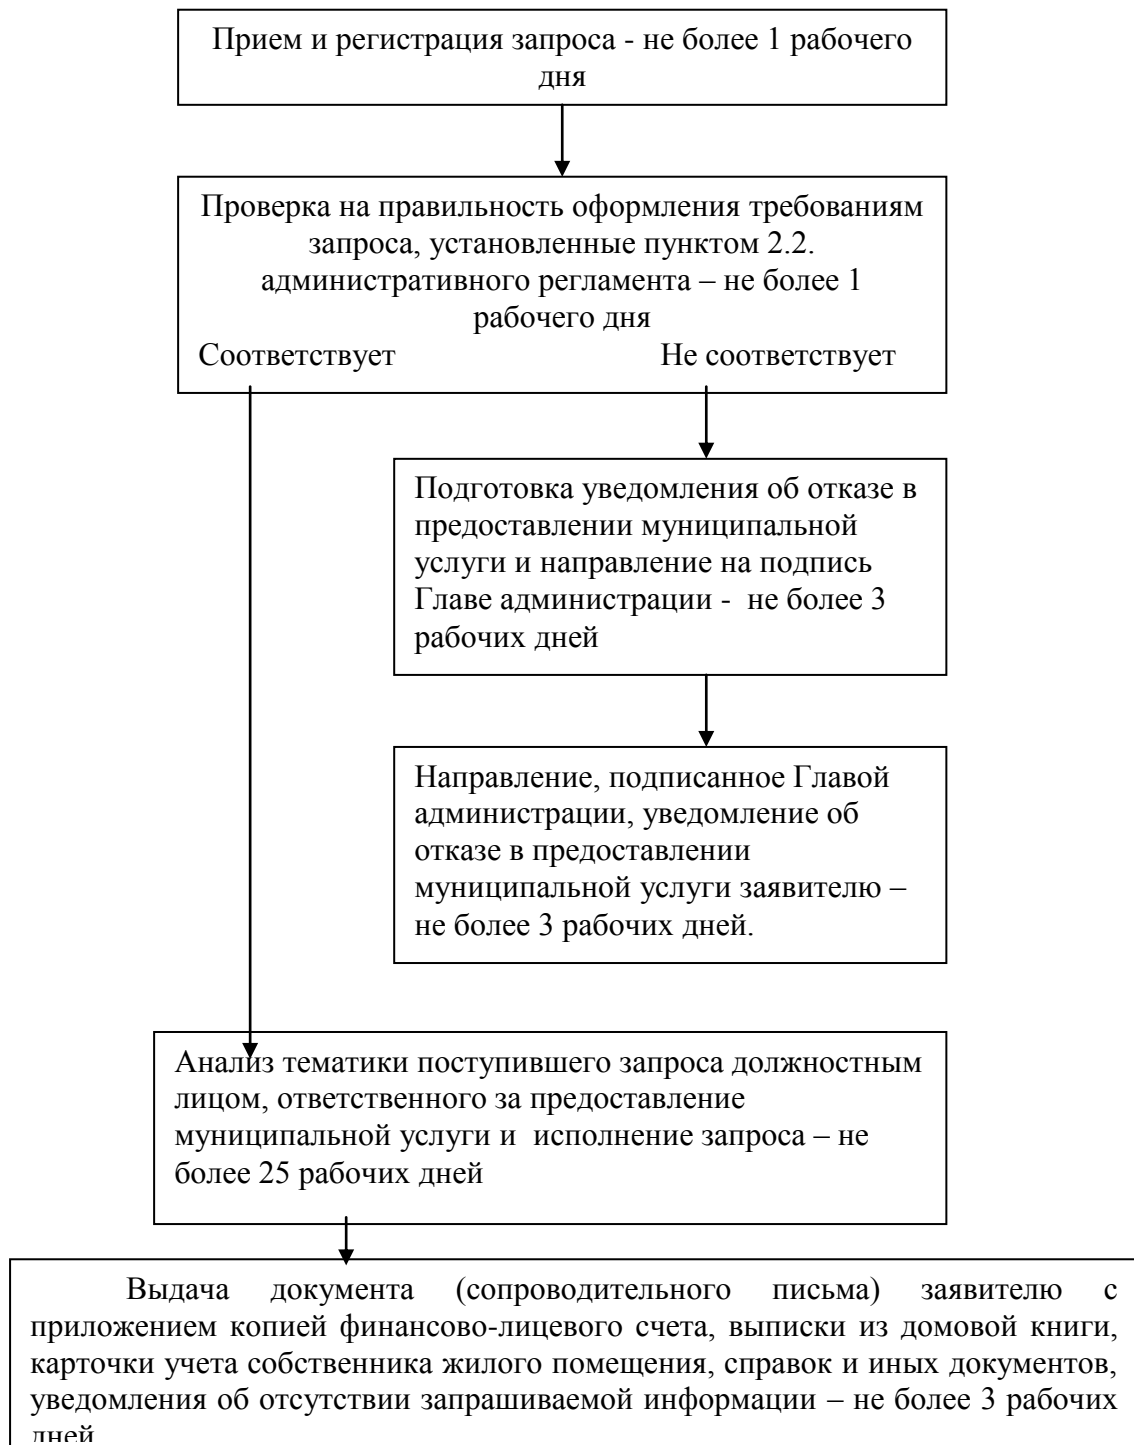 Прием и регистрация запроса - не более 1 рабочего
дня
Проверка на правильность оформления требованиям
запроса, установленные пунктом 2.2.
административного регламента – не более 1
рабочего дня
Соответствует Не соответствует
Подготовка уведомления об отказе в
предоставлении муниципальной
услуги и направление на подпись
Главе администрации - не более 3
рабочих дней
Направление, подписанное Главой
администрации, уведомление об
отказе в предоставлении
муниципальной услуги заявителю –
не более 3 рабочих дней.
Анализ тематики поступившего запроса должностным
лицом, ответственного за предоставление
муниципальной услуги и исполнение запроса – не
более 25 рабочих дней
Выдача документа (сопроводительного письма) заявителю с
приложением копией финансово-лицевого счета, выписки из домовой книги,
карточки учета собственника жилого помещения, справок и иных документов,
уведомления об отсутствии запрашиваемой информации – не более 3 рабочих
дней